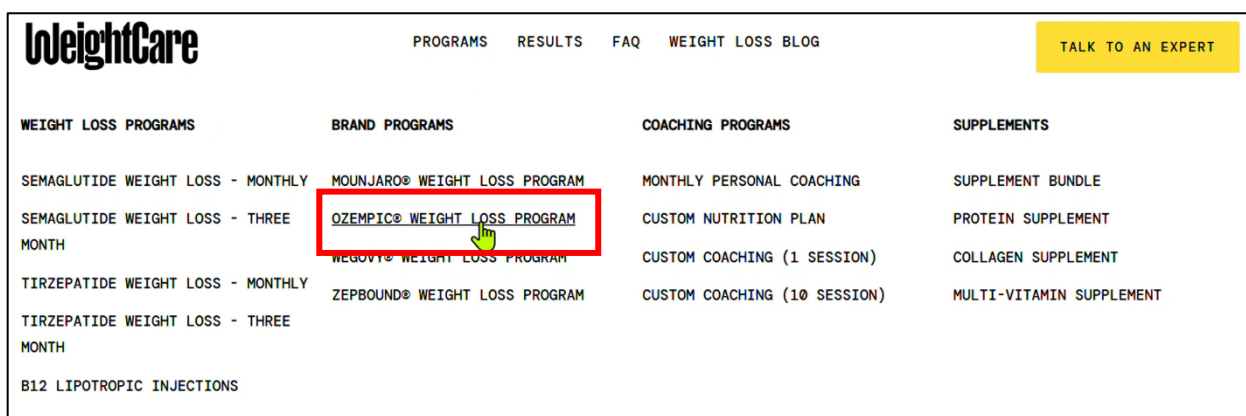 WeightCare
PROGRAMS RESULTS FAQ WEIGHT LOSS BLOG
TALK TO AN EXPERT
WEIGHT LOSS PROGRAMS
SEMAGLUTIDE WEIGHT LOSS - MONTHLY
SEMAGLUTIDE WEIGHT LOSS - THREE
MONTH
TIRZEPATIDE WEIGHT LOSS - MONTHLY
TIRZEPATIDE WEIGHT LOSS - THREE
MONTH
B12 LIPOTROPIC INJECTIONS
BRAND PROGRAMS
MOUNJARO® WEIGHT LOSS PROGRAM
OZEMPIC® WEIGHT LOSS PROGRAM
WEGOVY® WEIGHT LOSS PROGRAM
ZEPBOUND® WEIGHT LOSS PROGRAM
COACHING PROGRAMS
MONTHLY PERSONAL COACHING
CUSTOM NUTRITION PLAN
CUSTOM COACHING (1 SESSION)
CUSTOM COACHING (10 SESSION)
SUPPLEMENTS
SUPPLEMENT BUNDLE
PROTEIN SUPPLEMENT
COLLAGEN SUPPLEMENT
MULTI-VITAMIN SUPPLEMENT